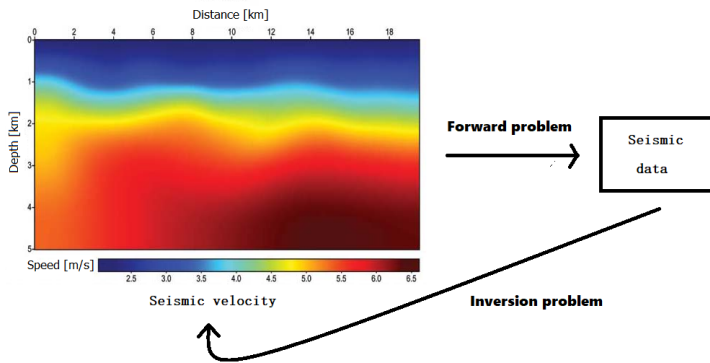 Distance [km]
0 2 4 6 8 10 12 14 16 18
0
1
2
3
4
5
Depth [km]
Forward problem
Seismic
data
Speed [m/s]
2.5 3.0 3.5 4.0 4.5 5.0 5.5 6.0 6.5
Seismic velocity
Inversion problem